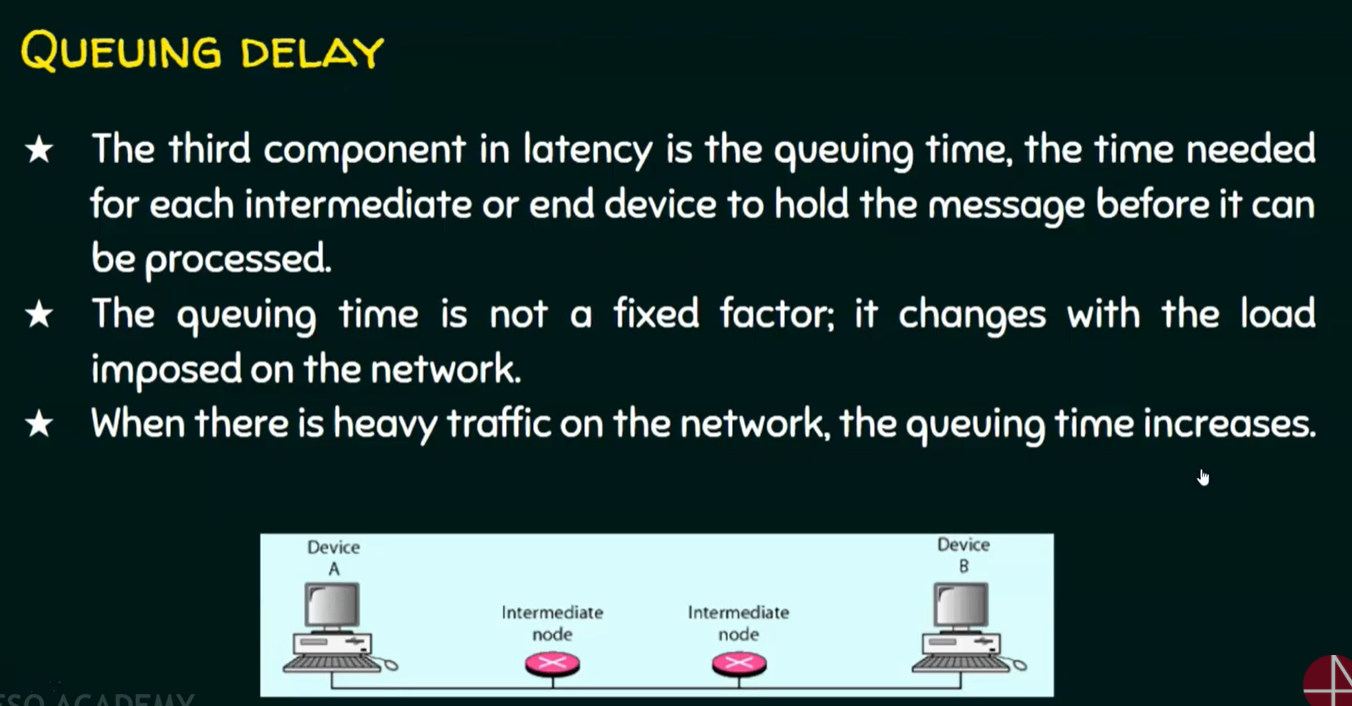 QUEUING DELAY
★ The third component in latency is the queuing time, the time needed
for each intermediate or end device to hold the message before it can
be processed.
★ The queuing time is not a fixed factor; it changes with the load
imposed on the network.
★ When there is heavy traffic on the network, the queuing time increases.
Device
A
Device
B
Intermediate
node
Intermediate
node
ESO ACADEMY